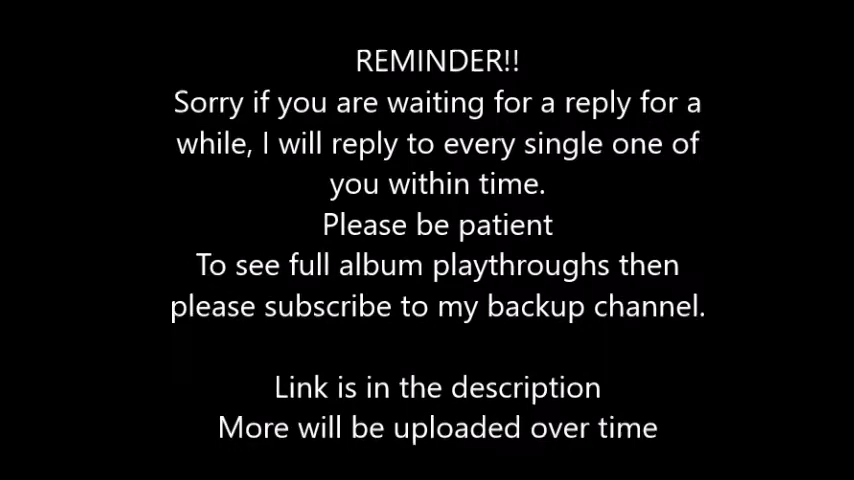 REMINDER!!
Sorry if you are waiting for a reply for a
while, I will reply to every single one of
you within time.
Please be patient
To see full album playthroughs then
please subscribe to my backup channel.
Link is in the description
More will be uploaded over time